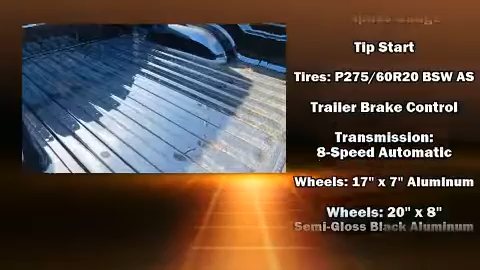 Tip Start
Tires: P275/60R20 BSW AS
Trailer Brake Control
Transmission:
8-Speed Automatic
Wheels: 17" x 7" Aluminum
Wheels: 20" x 8"
Semi-Gloss Black Aluminum